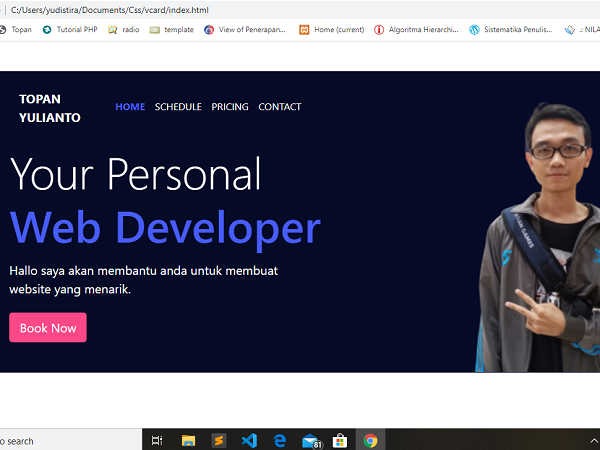 C:/Users/yudistira/Documents/Css/vcard/index.html
Topan Tutorial PHP radio template View of Penerapan... Home (current) Algoritma Hierarchi... Sistematika Penulis... .: NILA
TOPAN
YULIANTO
HOME SCHEDULE PRICING CONTACT
Your Personal
Web Developer
Hallo saya akan membantu anda untuk membuat
website yang menarik.
Book Now
o search
81